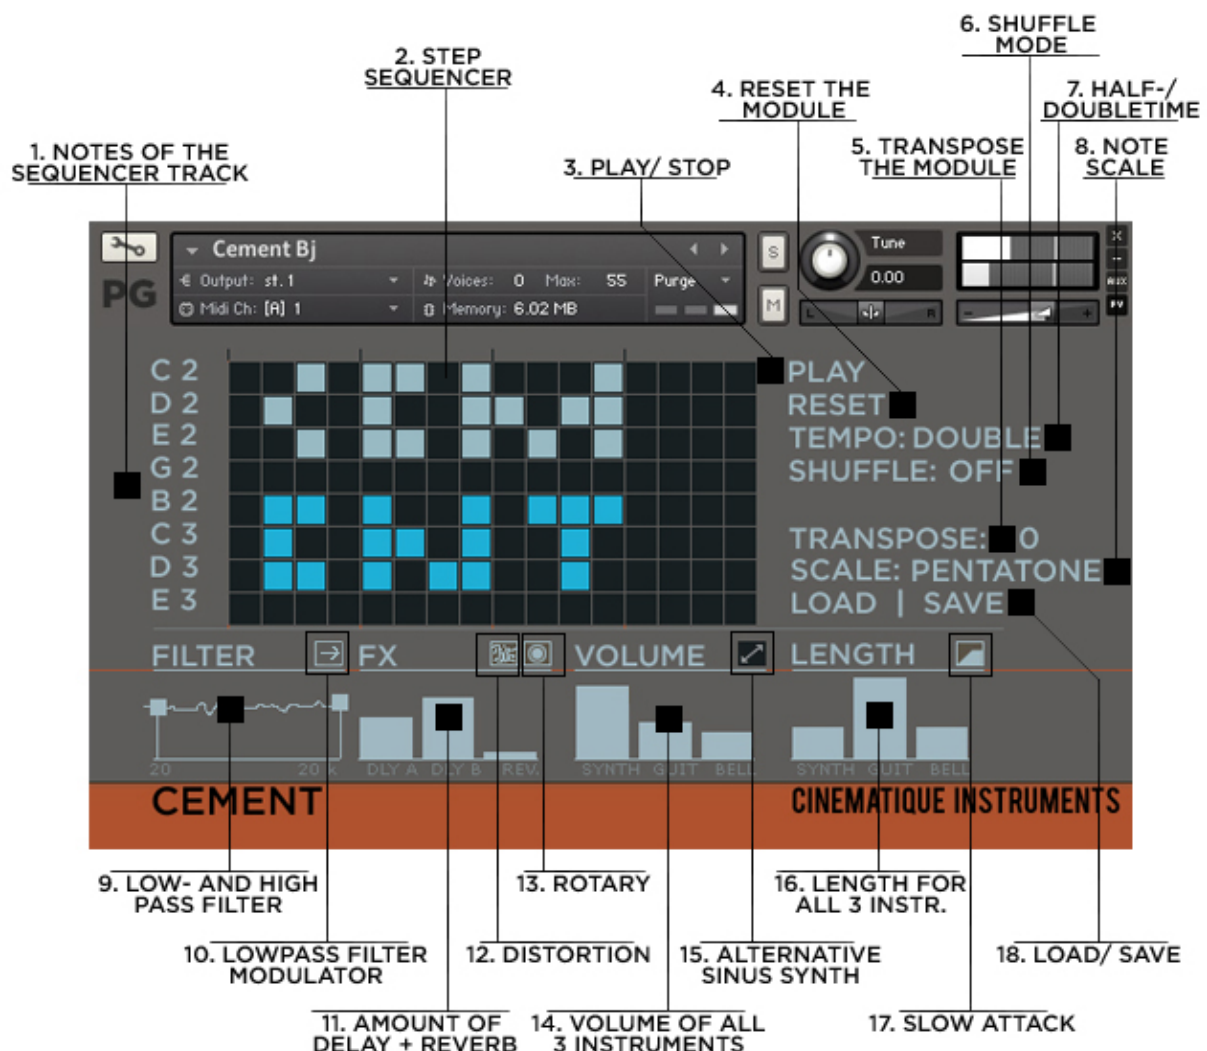 6. SHUFFLE
MODE
2. STEP
SEQUENCER
4. RESET THE
MODULE
7. HALF-/
DOUBLETIME
1. NOTES OF THE
SEQUENCER TRACK
3. PLAY/ STOP
5. TRANSPOSE
THE MODULE
8. NOTE
SCALE
PG
Cement Bj
Output: st. 1
Voices: 0 Max: 55
Purge
Midi Ch: [A] 1
Memory: 6.02 MB
S
M
Tune
0.00
L
R
-
+
X
-
AUX
PV
C 2
D 2
E 2
G 2
B 2
C 3
D 3
E 3
PLAY
RESET
TEMPO: DOUBLE
SHUFFLE: OFF
TRANSPOSE: 0
SCALE: PENTATONE
LOAD | SAVE
FILTER
FX
VOLUME
LENGTH
20
20 k
DLY A
DLY B
REV.
SYNTH
GUIT
BELL
SYNTH
GUIT
BELL
CEMENT
CINEMATIQUE INSTRUMENTS
9. LOW- AND HIGH
PASS FILTER
13. ROTARY
16. LENGTH FOR
ALL 3 INSTR.
10. LOWPASS FILTER
MODULATOR
12. DISTORTION
15. ALTERNATIVE
SINUS SYNTH
18. LOAD/ SAVE
11. AMOUNT OF
DELAY + REVERB
14. VOLUME OF ALL
3 INSTRUMENTS
17. SLOW ATTACK